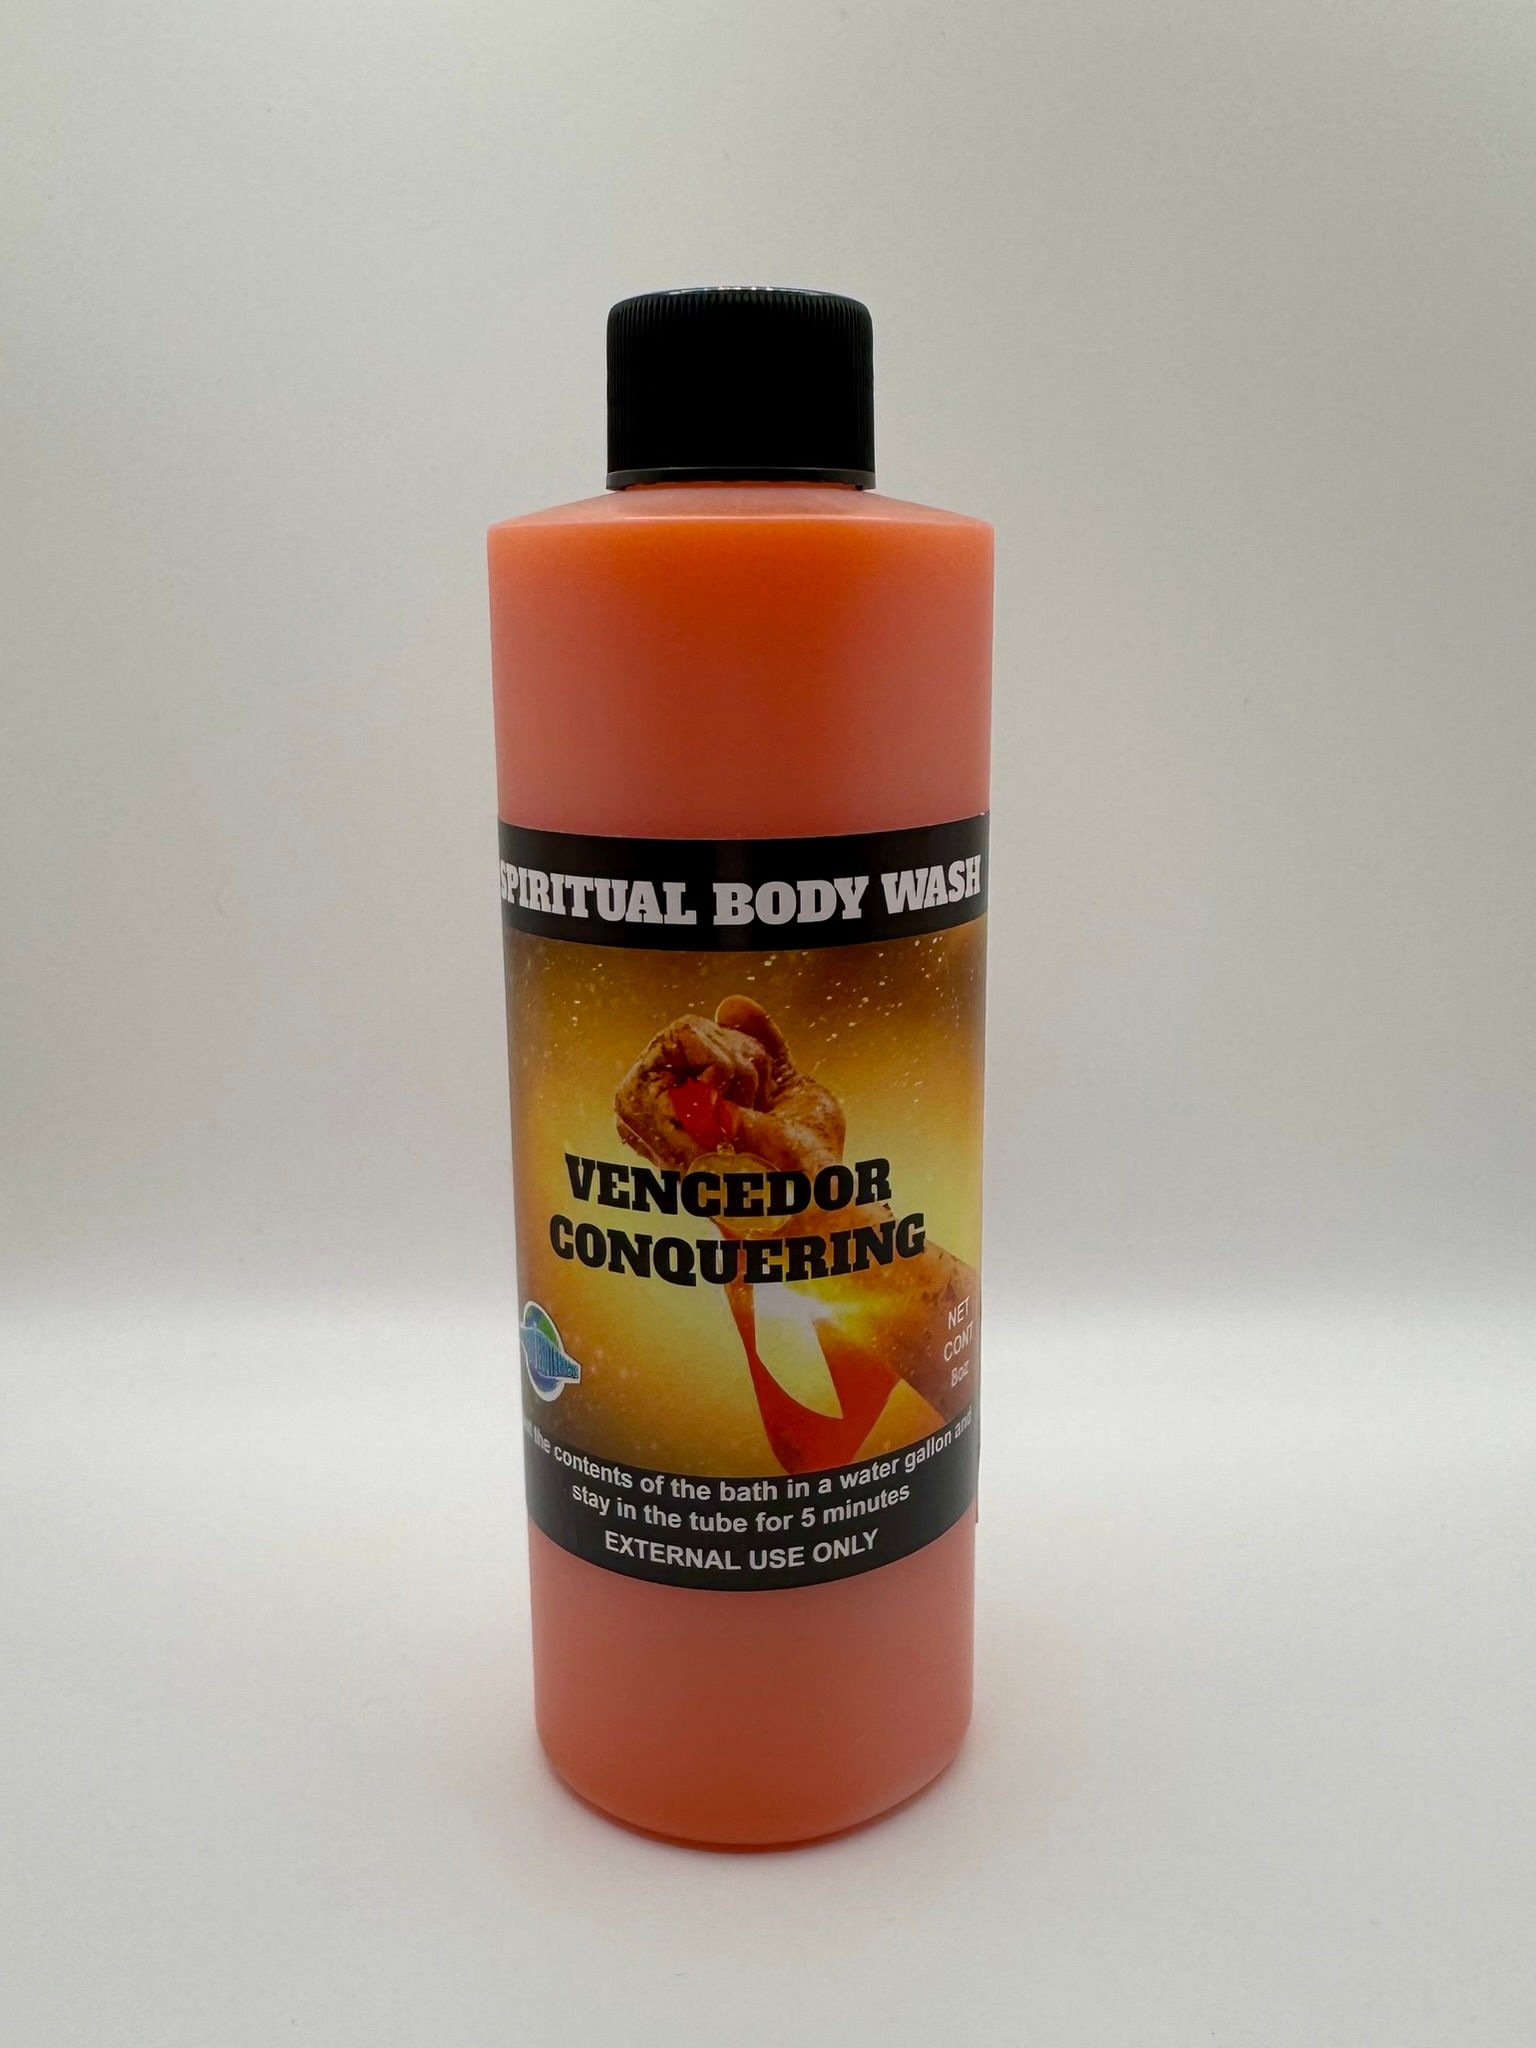 SPIRITUAL BODY WASH
VENCEDOR
CONQUERING
NET
CONT
8oz
the contents of the bath in a water gallon and
stay in the tube for 5 minutes
EXTERNAL USE ONLY